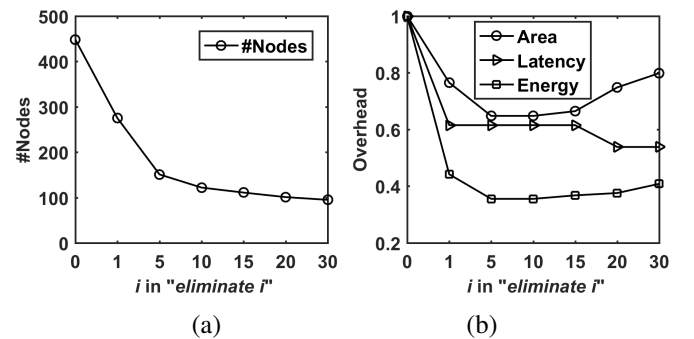 500
400
300
200
100
0
#Nodes
#Nodes
0 1 5 10 15 20 30
i in "eliminate i"
(a)
1
0.8
0.6
0.4
0.2
Overhead
Area
Latency
Energy
0 1 5 10 15 20 30
i in "eliminate i"
(b)